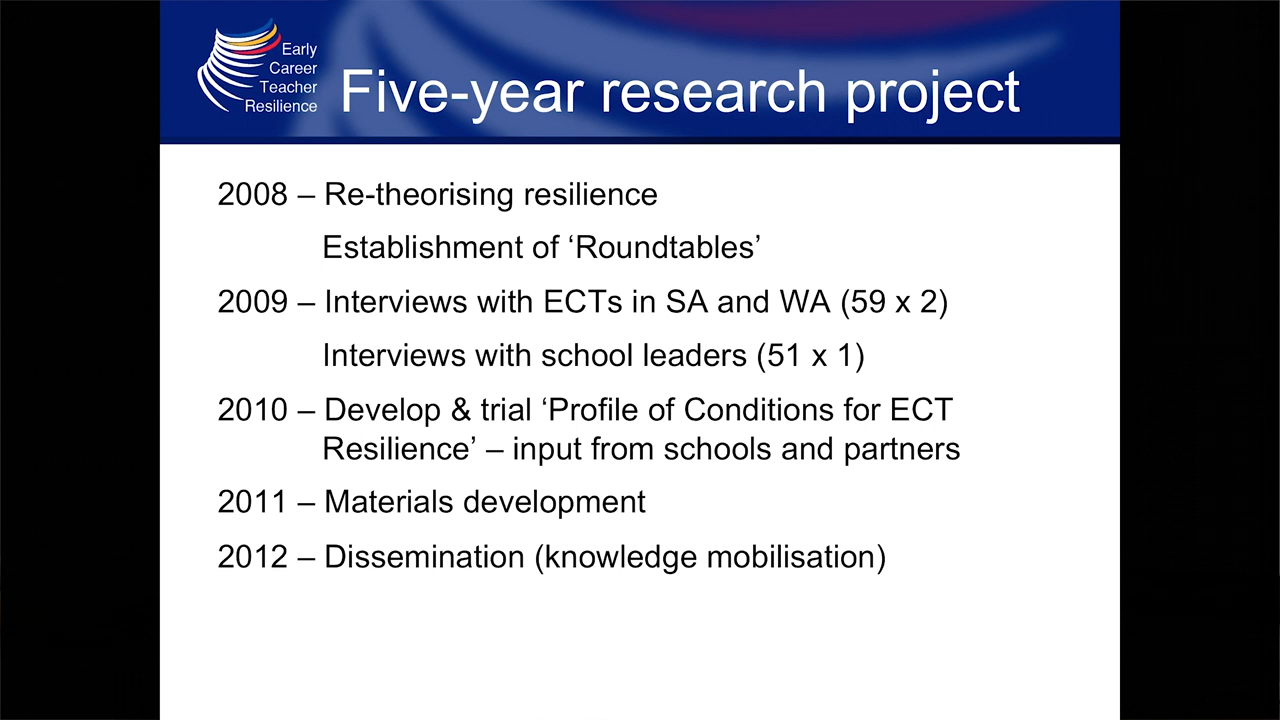 Early
Career
Teacher
Resilience
Five-year research project
2008 – Re-theorising resilience
Establishment of ‘Roundtables’
2009 – Interviews with ECTs in SA and WA (59 x 2)
Interviews with school leaders (51 x 1)
2010 – Develop & trial ‘Profile of Conditions for ECT
Resilience’ – input from schools and partners
2011 – Materials development
2012 – Dissemination (knowledge mobilisation)